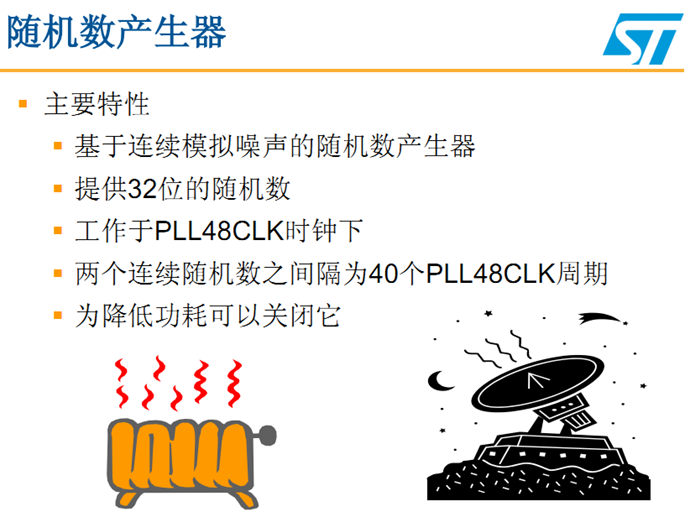 随机数产生器
ST
主要特性
基于连续模拟噪声的随机数产生器
提供32位的随机数
工作于PLL48CLK时钟下
两个连续随机数之间隔为40个PLL48CLK周期
为降低功耗可以关闭它